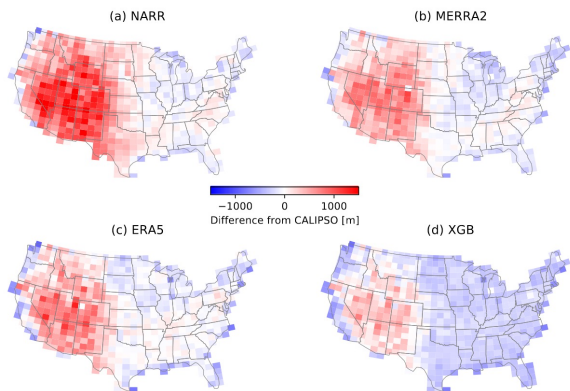 (a) NARR
(b) MERRA2
−1000 0 1000
Difference from CALIPSO [m]
(c) ERA5
(d) XGB